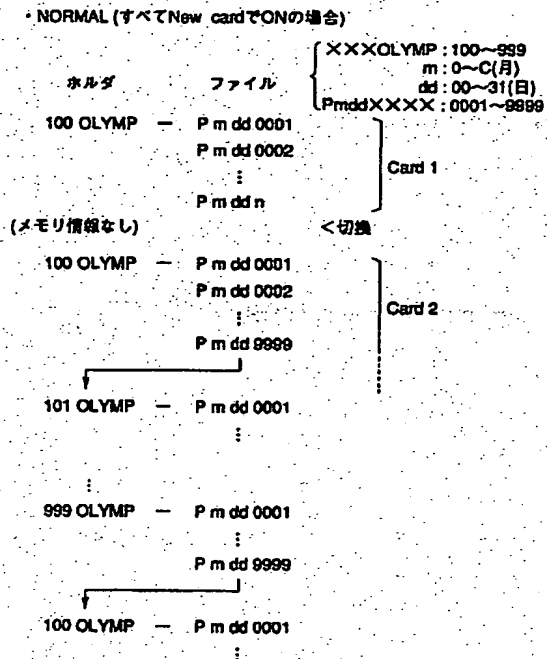 ・NORMAL (すべてNew cardでONの場合)
XXXOLYMP : 100〜999
m : 0〜C(月)
dd : 00〜31(日)
PmddXXXX : 0001〜9999
ホルダ ファイル
100 OLYMP — P m dd 0001
P m dd 0002
⋮
P m dd n
Card 1
(メモリ情報なし) <切換
100 OLYMP — P m dd 0001
P m dd 0002
⋮
P m dd 9999
Card 2
101 OLYMP — P m dd 0001
⋮
⋮
999 OLYMP — P m dd 0001
⋮
P m dd 9999
100 OLYMP — P m dd 0001
⋮